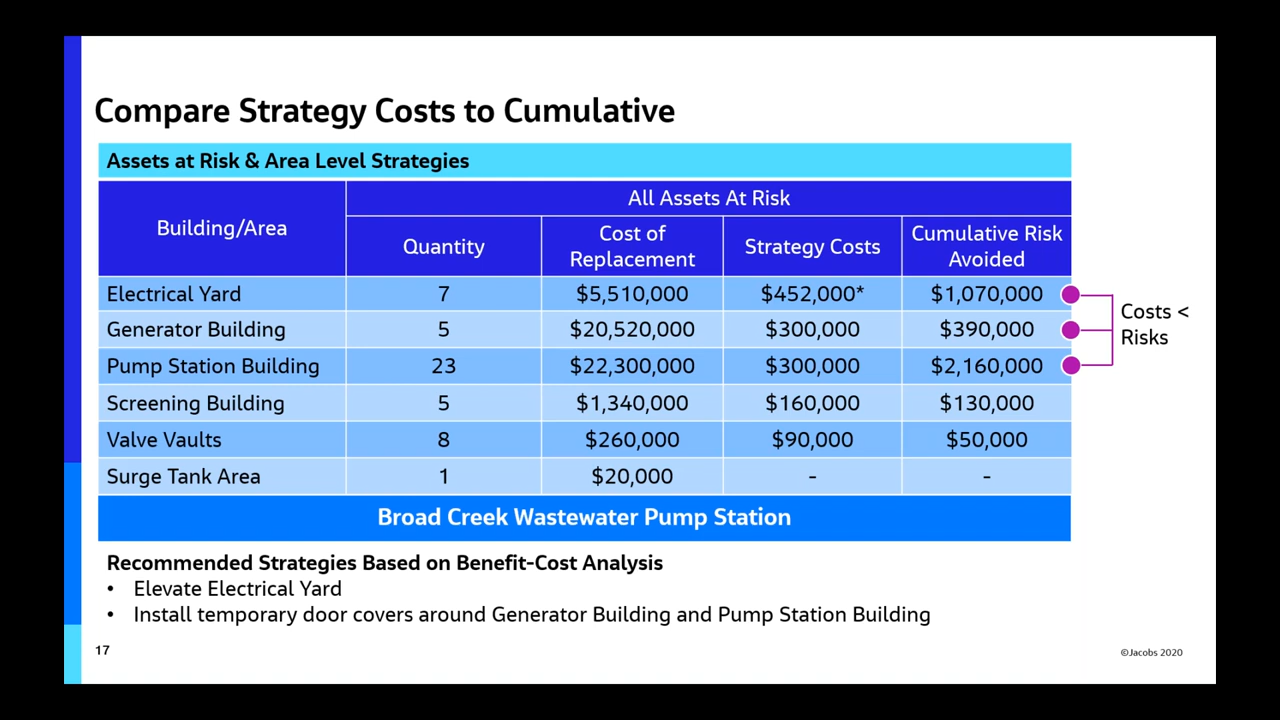 Compare Strategy Costs to Cumulative
Assets at Risk & Area Level Strategies
Building/Area
All Assets At Risk
Quantity
Cost of
Replacement
Strategy Costs
Cumulative Risk
Avoided
Electrical Yard 7 $5,510,000 $452,000* $1,070,000
Generator Building 5 $20,520,000 $300,000 $390,000
Pump Station Building 23 $22,300,000 $300,000 $2,160,000
Screening Building 5 $1,340,000 $160,000 $130,000
Valve Vaults 8 $260,000 $90,000 $50,000
Surge Tank Area 1 $20,000 - -
Costs <
Risks
Broad Creek Wastewater Pump Station
Recommended Strategies Based on Benefit-Cost Analysis
• Elevate Electrical Yard
• Install temporary door covers around Generator Building and Pump Station Building
17
©Jacobs 2020